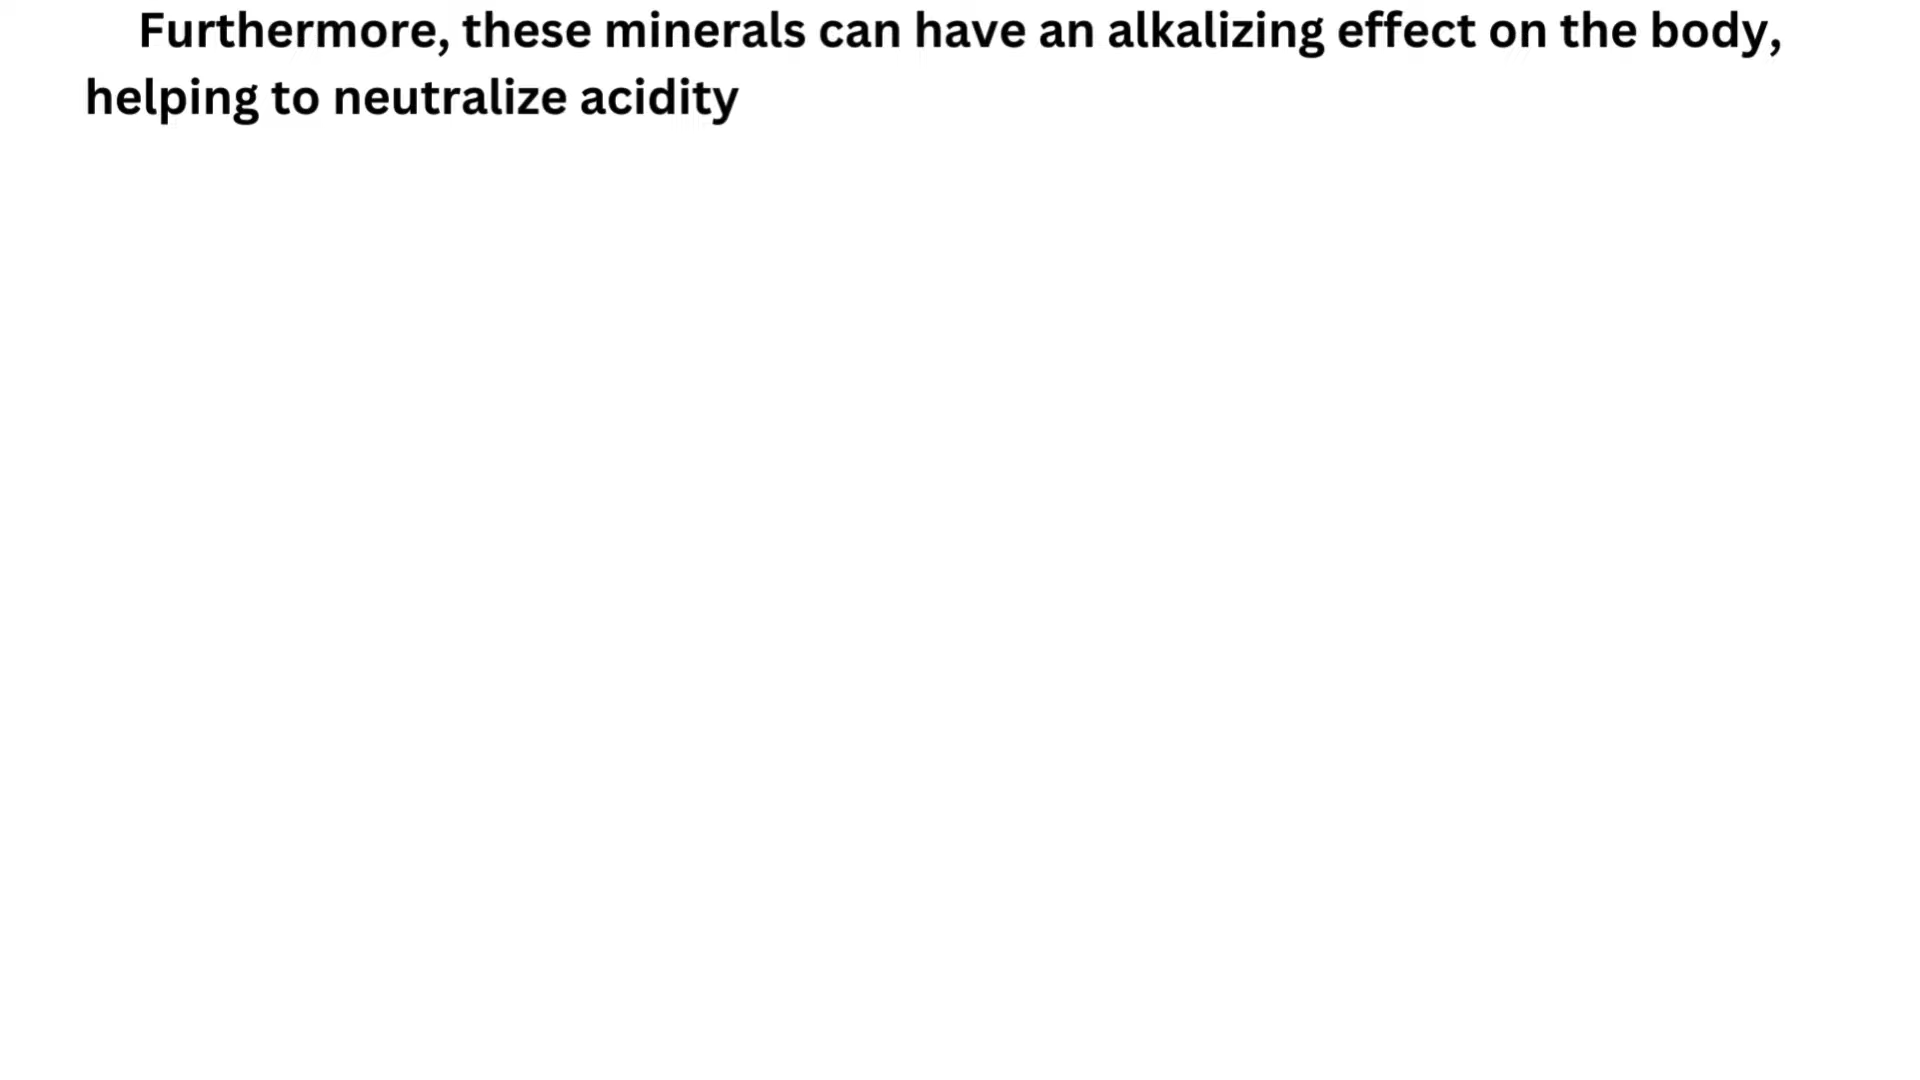 Furthermore, these minerals can have an alkalizing effect on the body,
helping to neutralize acidity